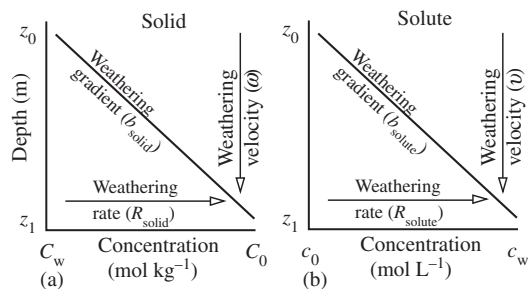 Solid
z0
Depth (m)
Weathering
gradient (bsolid)
Weathering
velocity (ω)
Weathering
rate (Rsolid)
z1
Cw
Concentration
C0
(a)
(mol kg−1)
Solute
z0
Weathering
gradient (bsolute)
Weathering
velocity (υ)
Weathering
rate (Rsolute)
z1
c0
Concentration
cw
(b)
(mol L−1)